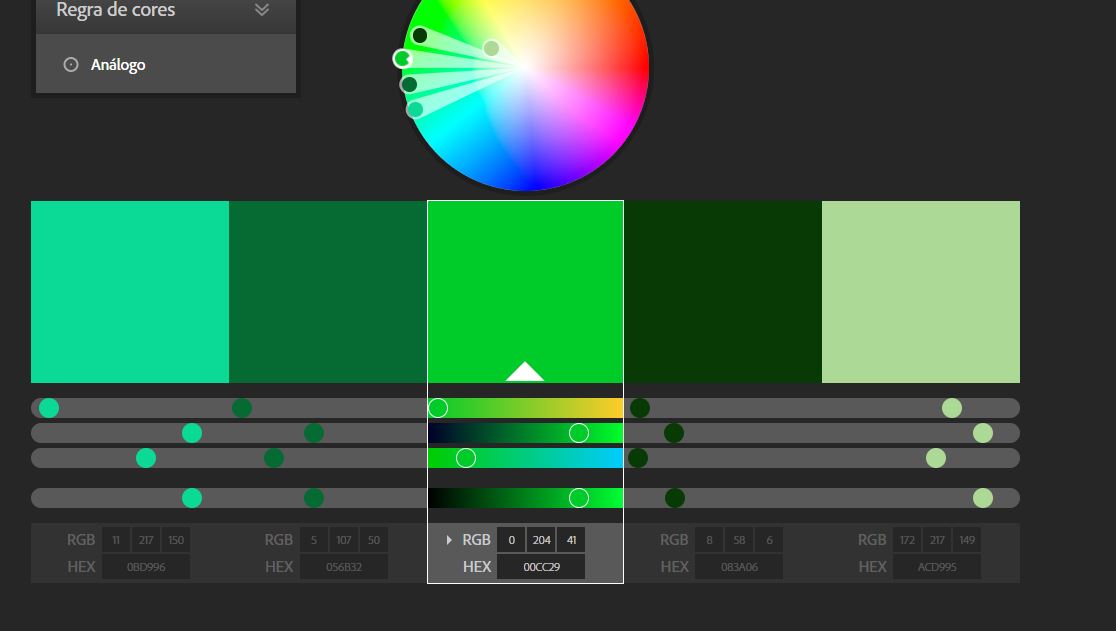 Regra de cores
Análogo
RGB 11 217 150 RGB 5 107 50 RGB 0 204 41 RGB 8 58 6 RGB 172 217 149
HEX 0BD996 HEX 056B32 HEX 00CC29 HEX 083A06 HEX ACD995